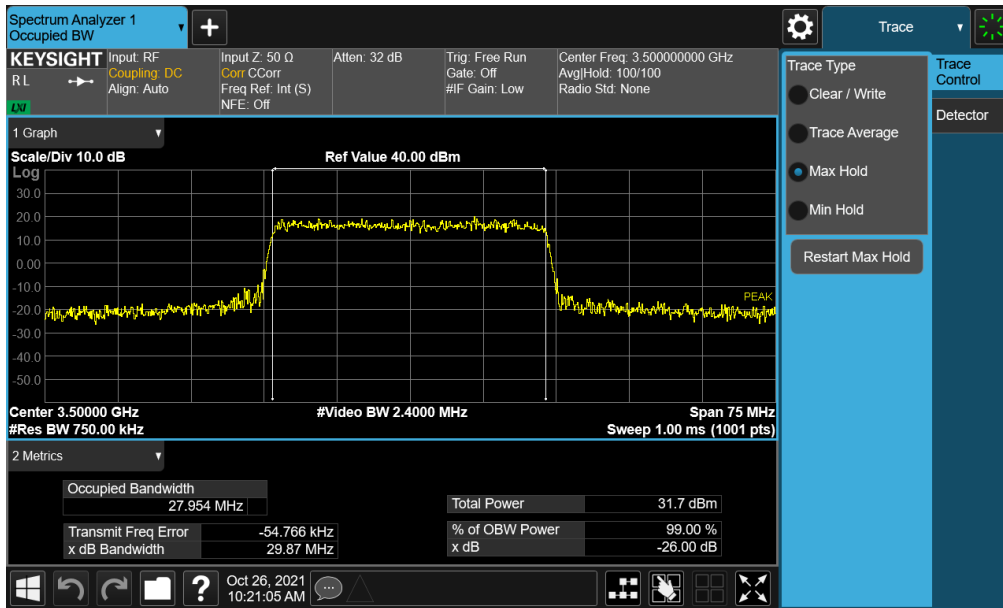 Spectrum Analyzer 1
Occupied BW
+
Trace
KEYSIGHT
R L
LXI
Input: RF
Coupling: DC
Align: Auto
Input Z: 50 Ω
Corr CCorr
Freq Ref: Int (S)
NFE: Off
Atten: 32 dB
Trig: Free Run
Gate: Off
#IF Gain: Low
Center Freq: 3.500000000 GHz
Avg|Hold: 100/100
Radio Std: None
Trace Type
Clear / Write
Trace Average
Max Hold
Min Hold
Restart Max Hold
Trace
Control
Detector
1 Graph
Scale/Div 10.0 dB
Ref Value 40.00 dBm
Log
30.0
20.0
10.0
0.00
-10.0
-20.0
-30.0
-40.0
-50.0
PEAK
Center 3.50000 GHz
#Video BW 2.4000 MHz
Span 75 MHz
#Res BW 750.00 kHz
Sweep 1.00 ms (1001 pts)
2 Metrics
Occupied Bandwidth
27.954 MHz
Transmit Freq Error -54.766 kHz
x dB Bandwidth 29.87 MHz
Total Power 31.7 dBm
% of OBW Power 99.00 %
x dB -26.00 dB
?
Oct 26, 2021
10:21:05 AM